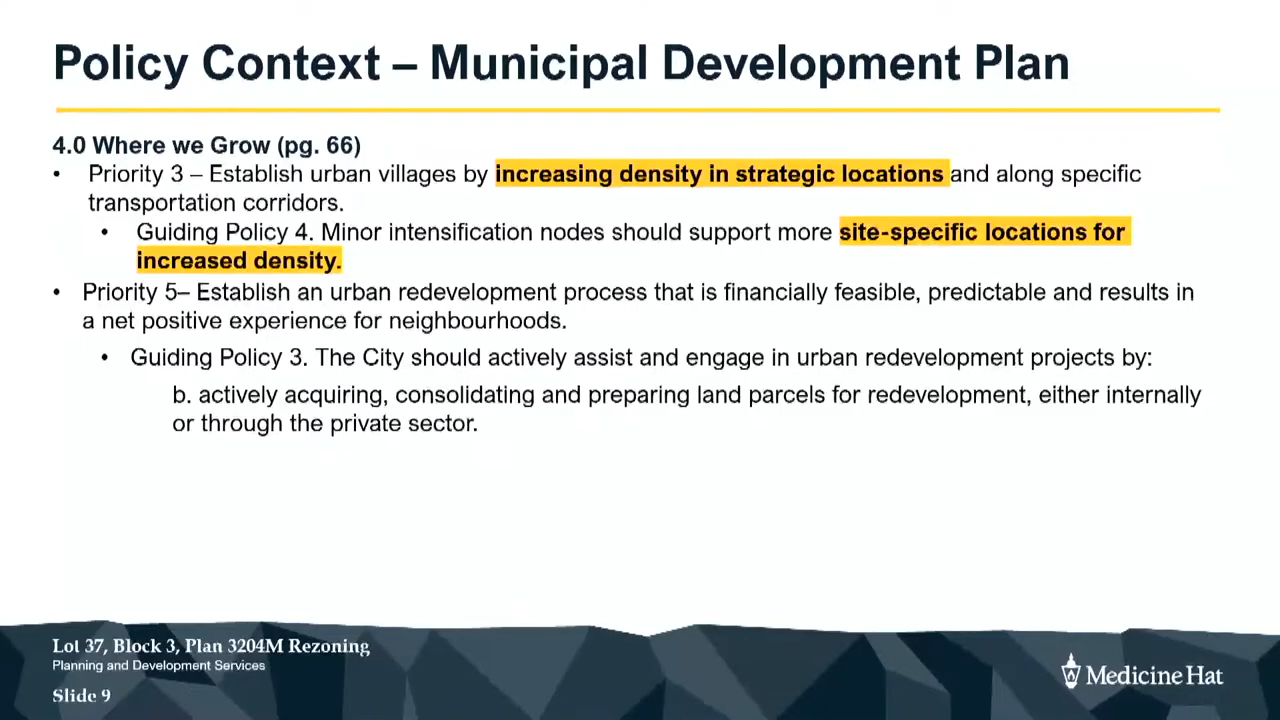 Policy Context – Municipal Development Plan
4.0 Where we Grow (pg. 66)
• Priority 3 – Establish urban villages by increasing density in strategic locations and along specific
transportation corridors.
• Guiding Policy 4. Minor intensification nodes should support more site-specific locations for
increased density.
• Priority 5– Establish an urban redevelopment process that is financially feasible, predictable and results in
a net positive experience for neighbourhoods.
• Guiding Policy 3. The City should actively assist and engage in urban redevelopment projects by:
b. actively acquiring, consolidating and preparing land parcels for redevelopment, either internally
or through the private sector.
Lot 37, Block 3, Plan 3204M Rezoning
Planning and Development Services
Slide 9
Medicine Hat